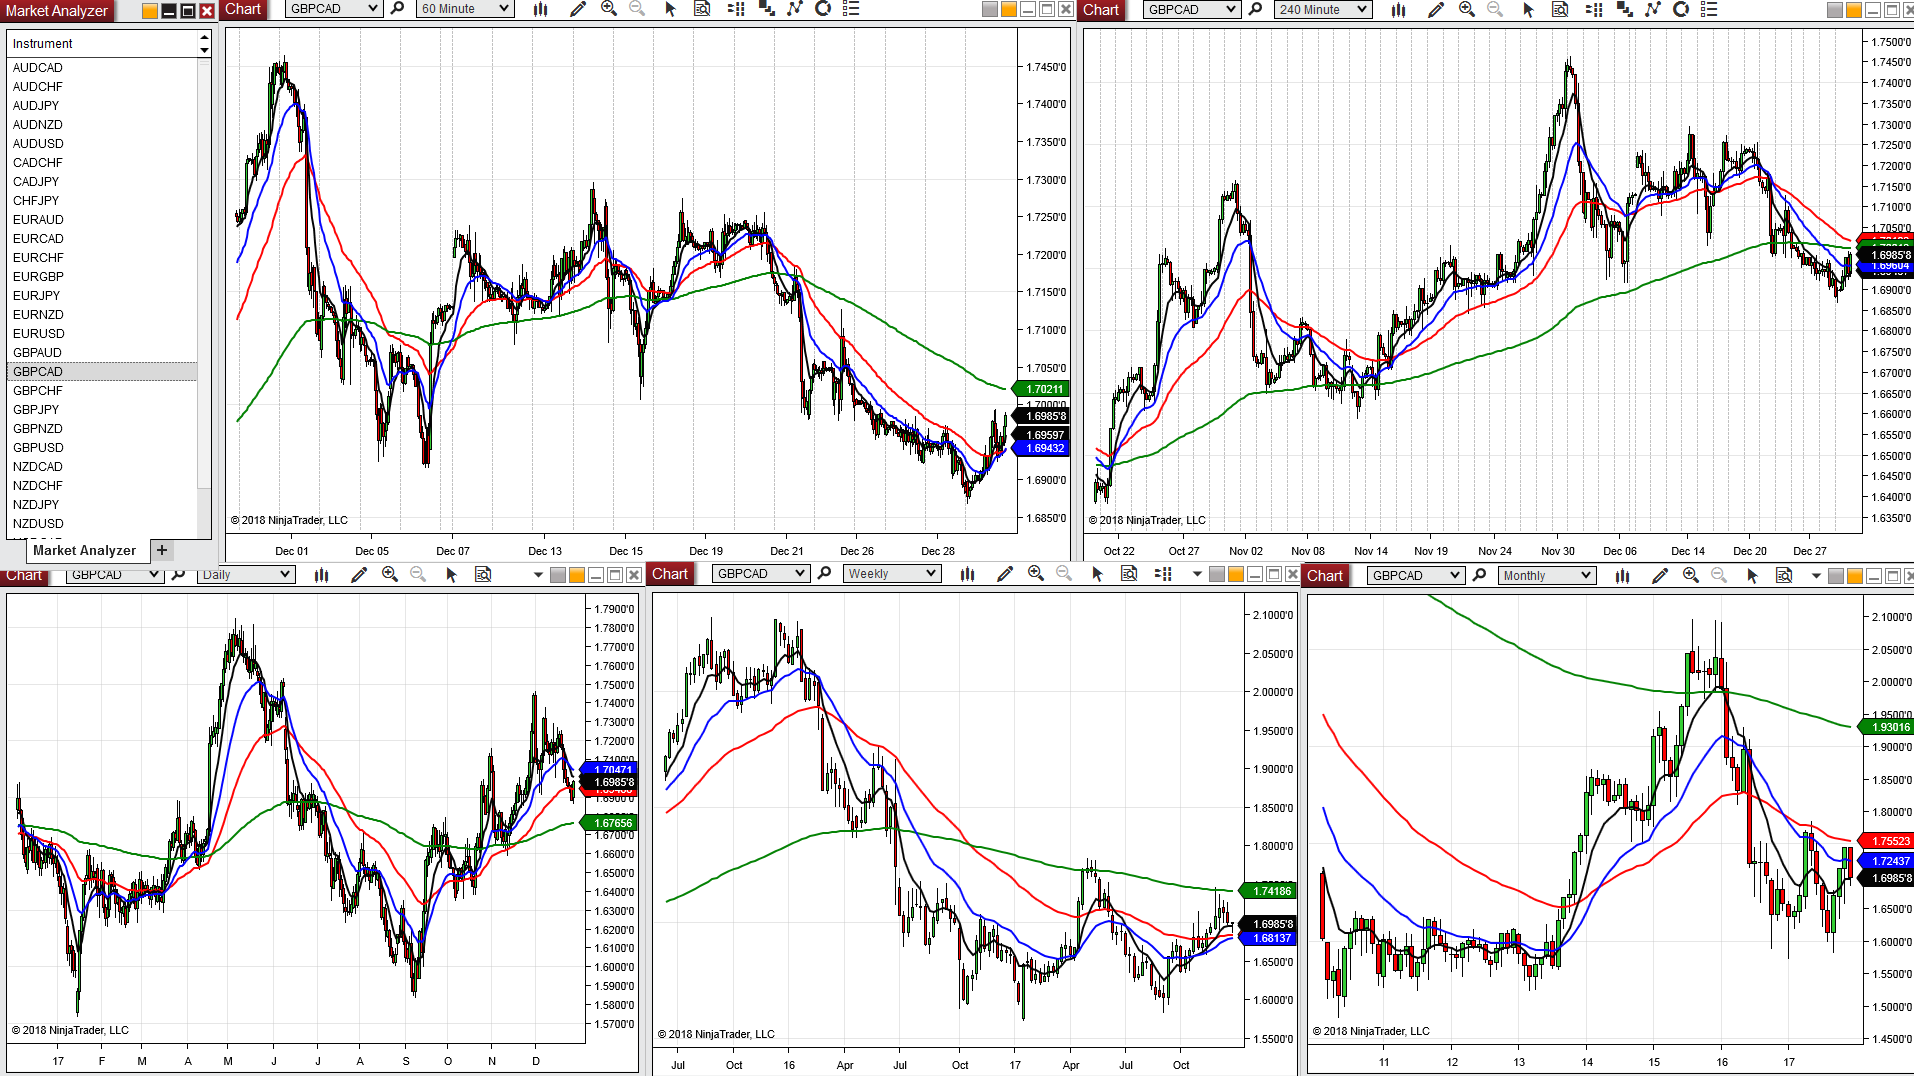 Market Analyzer
Instrument
AUDCAD
AUDCHF
AUDJPY
AUDNZD
AUDUSD
CADCHF
CADJPY
CHFJPY
EURAUD
EURCAD
EURCHF
EURGBP
EURJPY
EURNZD
EURUSD
GBPAUD
GBPCAD
GBPCHF
GBPJPY
GBPNZD
GBPUSD
NZDCAD
NZDCHF
NZDJPY
NZDUSD
Market Analyzer +
Chart GBPCAD 60 Minute
1.7450'0
1.7400'0
1.7350'0
1.7300'0
1.7250'0
1.7200'0
1.7150'0
1.7100'0
1.7050'0
1.70211
1.7000'0
1.6985'8
1.69597
1.69432
1.6900'0
1.6850'0
© 2018 NinjaTrader, LLC
Dec 01 Dec 05 Dec 07 Dec 13 Dec 15 Dec 19 Dec 21 Dec 26 Dec 28
Chart GBPCAD 240 Minute
1.7500'0
1.7450'0
1.7400'0
1.7350'0
1.7300'0
1.7250'0
1.7200'0
1.7150'0
1.7100'0
1.7050'0
1.6985'8
1.69604
1.6900'0
1.6850'0
1.6800'0
1.6750'0
1.6700'0
1.6650'0
1.6600'0
1.6550'0
1.6500'0
1.6450'0
1.6400'0
1.6350'0
© 2018 NinjaTrader, LLC
Oct 22 Oct 27 Nov 02 Nov 08 Nov 14 Nov 19 Nov 24 Nov 30 Dec 06 Dec 14 Dec 20 Dec 27
Chart GBPCAD Daily
1.7900'0
1.7800'0
1.7700'0
1.7600'0
1.7500'0
1.7400'0
1.7300'0
1.7200'0
1.7100'0
1.70471
1.6985'8
1.6900'0
1.6800'0
1.67656
1.6700'0
1.6600'0
1.6500'0
1.6400'0
1.6300'0
1.6200'0
1.6100'0
1.6000'0
1.5900'0
1.5800'0
1.5700'0
© 2018 NinjaTrader, LLC
17 F M A M J J A S O N D
Chart GBPCAD Weekly
2.1000'0
2.0500'0
2.0000'0
1.9500'0
1.9000'0
1.8500'0
1.8000'0
1.74186
1.6985'8
1.68137
1.6500'0
1.6000'0
1.5500'0
© 2018 NinjaTrader, LLC
Jul Oct 16 Apr Jul Oct 17 Apr Jul Oct
Chart GBPCAD Monthly
2.1000'0
2.0500'0
2.0000'0
1.9500'0
1.93016
1.9000'0
1.8500'0
1.8000'0
1.75523
1.72437
1.6985'8
1.6500'0
1.6000'0
1.5500'0
1.5000'0
1.4500'0
© 2018 NinjaTrader, LLC
11 12 13 14 15 16 17